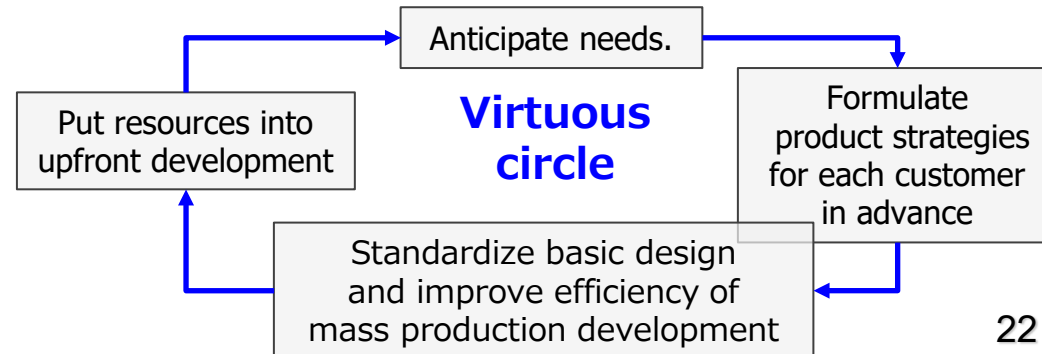 Anticipate needs.
Virtuous
circle
Formulate
product strategies
for each customer
in advance
Standardize basic design
and improve efficiency of
mass production development
Put resources into
upfront development
22